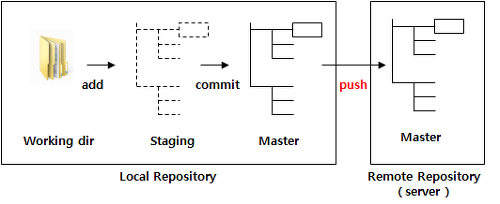 add
commit
push
Working dir
Staging
Master
Master
Local Repository
Remote Repository
( server )